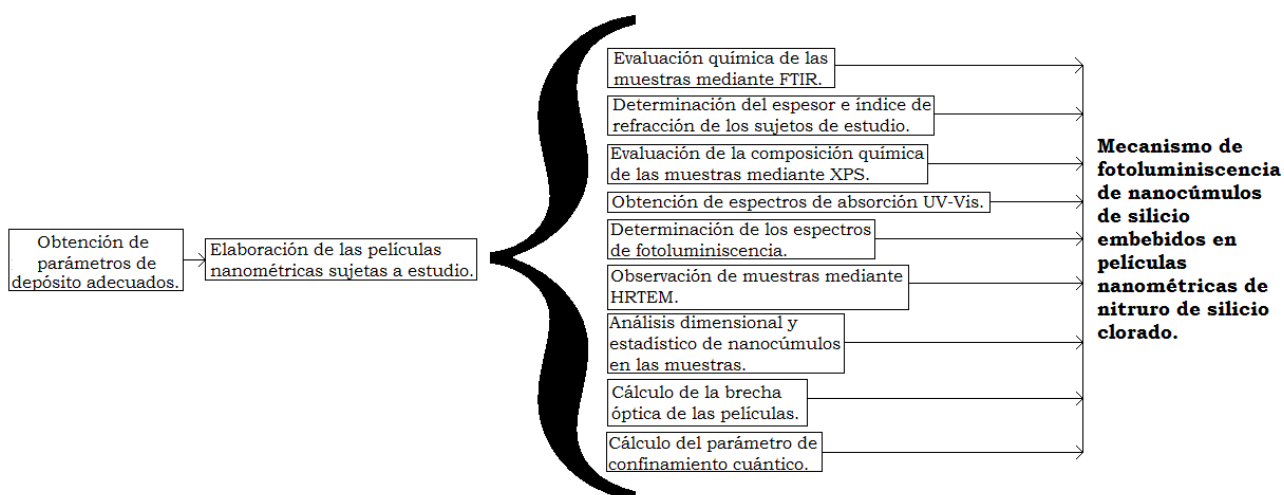 Obtención de
parámetros de
depósito adecuados.
Elaboración de las películas
nanométricas sujetas a estudio.
Evaluación química de las
muestras mediante FTIR.
Determinación del espesor e índice de
refracción de los sujetos de estudio.
Evaluación de la composición química
de las muestras mediante XPS.
Obtención de espectros de absorción UV-Vis.
Determinación de los espectros
de fotoluminiscencia.
Observación de muestras mediante
HRTEM.
Análisis dimensional y
estadístico de nanocúmulos
en las muestras.
Cálculo de la brecha
óptica de las películas.
Cálculo del parámetro de
confinamiento cuántico.
Mecanismo de
fotoluminiscencia
de nanocúmulos
de silicio
embebidos en
películas
nanométricas de
nitruro de silicio
clorado.